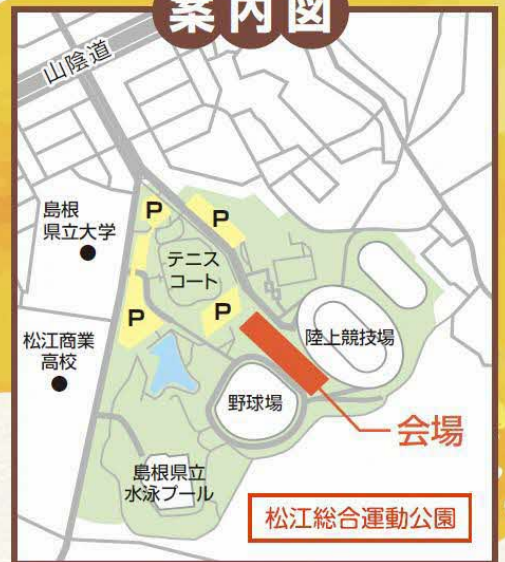 案内図
山陰道
島根
県立大学
P
P
テニス
コート
P
P
松江商業
高校
陸上競技場
野球場
会場
島根県立
水泳プール
松江総合運動公園